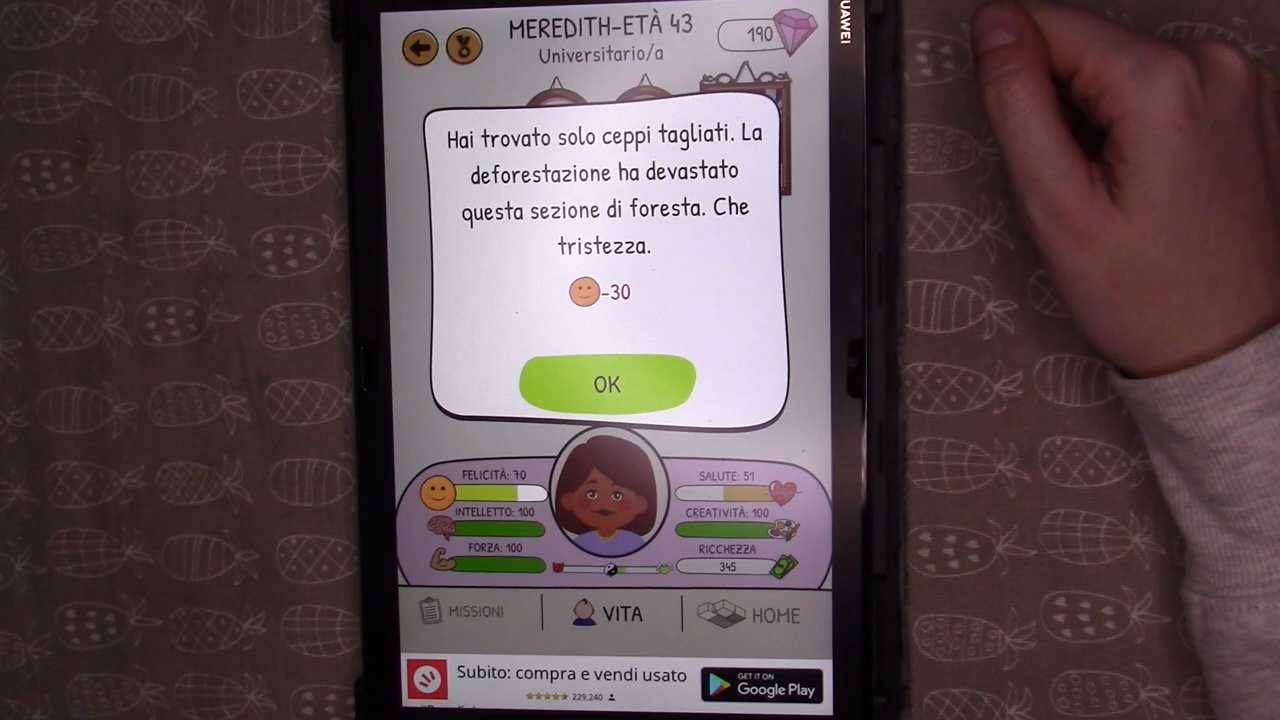 MEREDITH-ETÀ 43
Universitario/a
190
HUAWEI
Hai trovato solo ceppi tagliati. La
deforestazione ha devastato
questa sezione di foresta. Che
tristezza.
-30
OK
FELICITÀ: 70
SALUTE: 51
INTELLETTO: 100
CREATIVITÀ: 100
FORZA: 100
RICCHEZZA
345
MISSIONI
VITA
HOME
Subito: compra e vendi usato
229,240
GET IT ON
Google Play